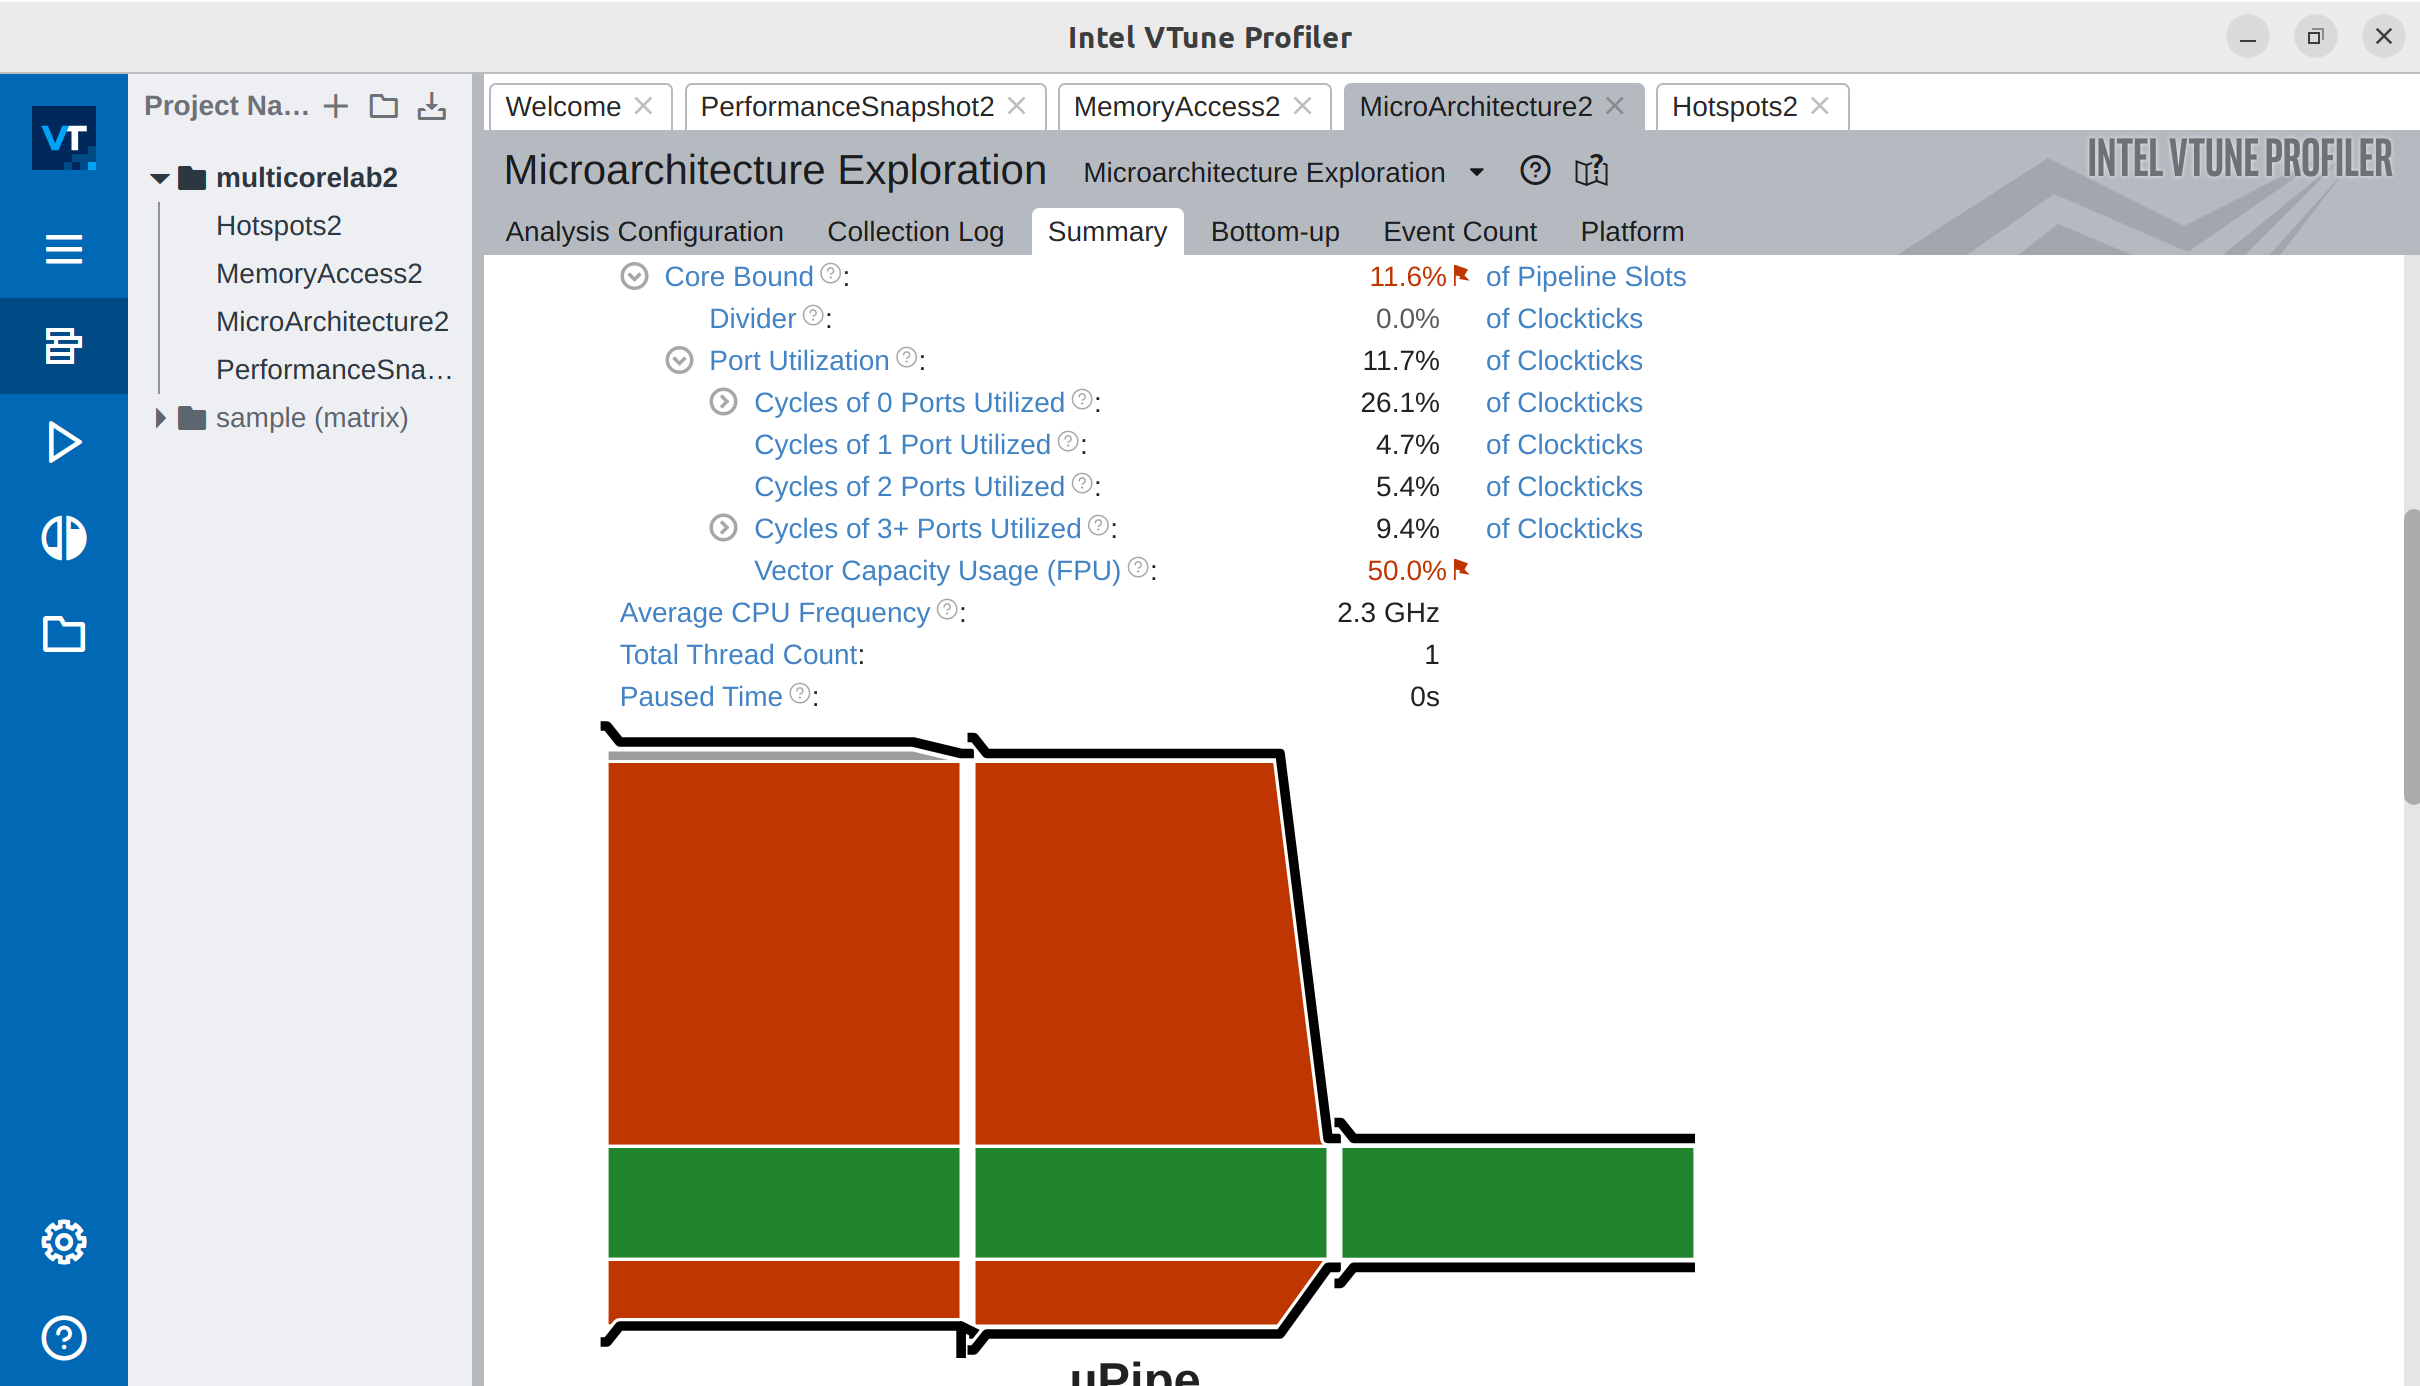 Intel VTune Profiler
VT
Project Na...
multicorelab2
Hotspots2
MemoryAccess2
MicroArchitecture2
PerformanceSna...
sample (matrix)
Welcome
PerformanceSnapshot2
MemoryAccess2
MicroArchitecture2
Hotspots2
Microarchitecture Exploration
Microarchitecture Exploration
INTEL VTUNE PROFILER
Analysis Configuration
Collection Log
Summary
Bottom-up
Event Count
Platform
Core Bound ?: 11.6% of Pipeline Slots
Divider ?: 0.0% of Clockticks
Port Utilization ?: 11.7% of Clockticks
Cycles of 0 Ports Utilized ?: 26.1% of Clockticks
Cycles of 1 Port Utilized ?: 4.7% of Clockticks
Cycles of 2 Ports Utilized ?: 5.4% of Clockticks
Cycles of 3+ Ports Utilized ?: 9.4% of Clockticks
Vector Capacity Usage (FPU) ?: 50.0%
Average CPU Frequency ?: 2.3 GHz
Total Thread Count: 1
Paused Time ?: 0s
µPipe